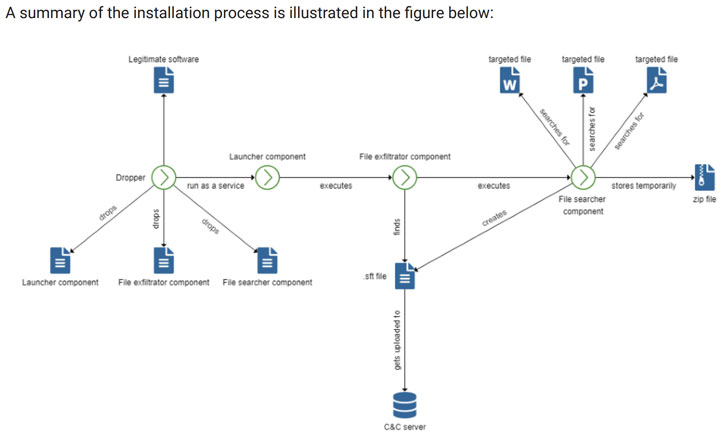 A summary of the installation process is illustrated in the figure below:
Legitimate software
targeted file
targeted file
targeted file
W
P
searches for
searches for
searches for
Launcher component
File exfiltrator component
Dropper
run as a service
executes
executes
stores temporarily
File searcher
component
zip file
drops
drops
drops
finds
creates
Launcher component
File exfiltrator component
File searcher component
.sft file
gets uploaded to
C&C server